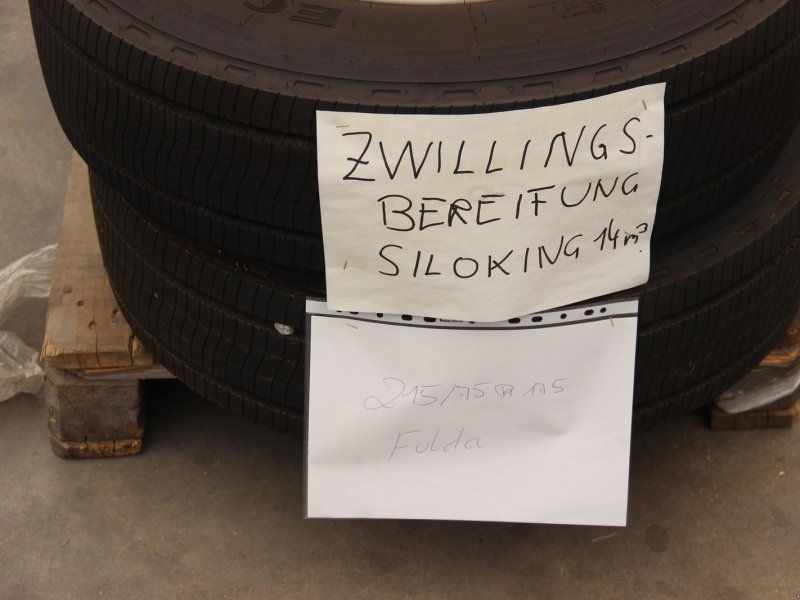 ZWILLINGS-
BEREIFUNG
SILOKING 14m³
215/75 R 17,5
Fulda